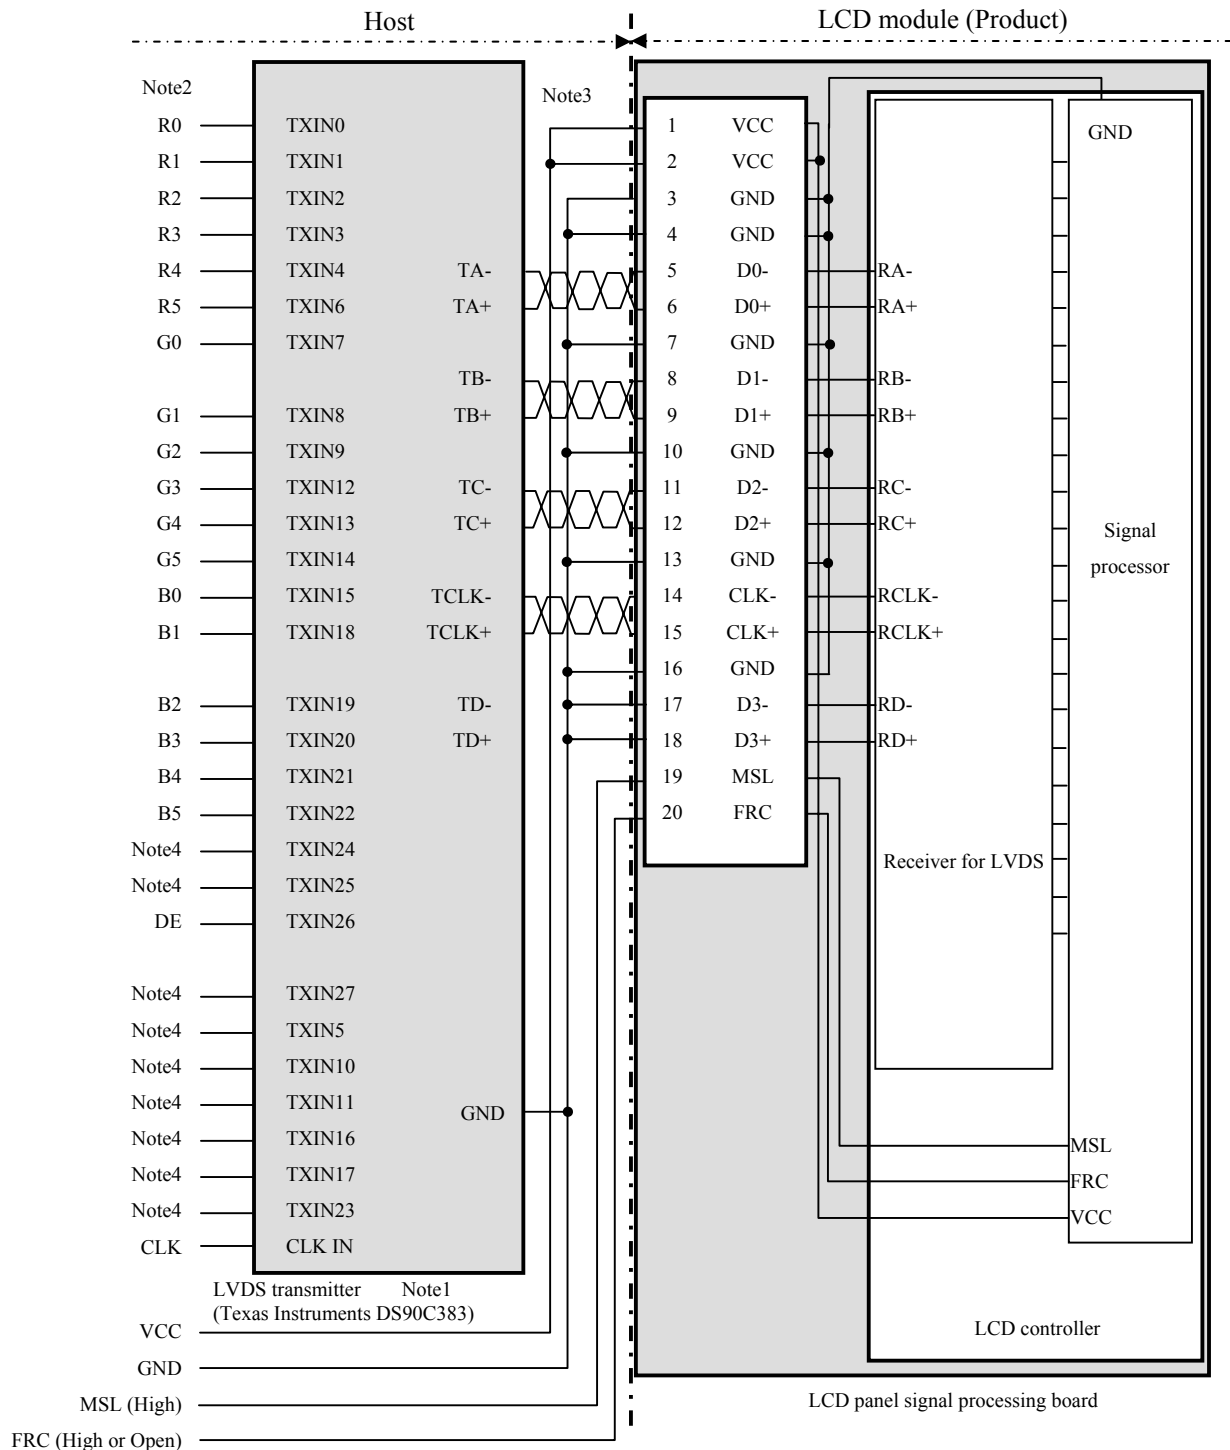 Host LCD module (Product)
Note2 Note3
GND
R0 TXIN0 1 VCC
R1 TXIN1 2 VCC
R2 TXIN2 3 GND
R3 TXIN3 4 GND
R4 TXIN4 TA- 5 D0- RA-
R5 TXIN6 TA+ 6 D0+ RA+
G0 TXIN7 7 GND
TB- 8 D1- RB-
G1 TXIN8 TB+ 9 D1+ RB+
G2 TXIN9 10 GND
G3 TXIN12 TC- 11 D2- RC-
G4 TXIN13 TC+ 12 D2+ RC+
Signal
processor
G5 TXIN14 13 GND
B0 TXIN15 TCLK- 14 CLK- RCLK-
B1 TXIN18 TCLK+ 15 CLK+ RCLK+
16 GND
B2 TXIN19 TD- 17 D3- RD-
B3 TXIN20 TD+ 18 D3+ RD+
B4 TXIN21 19 MSL
B5 TXIN22 20 FRC
Note4 TXIN24
Receiver for LVDS
Note4 TXIN25
DE TXIN26
Note4 TXIN27
Note4 TXIN5
Note4 TXIN10
Note4 TXIN11 GND
Note4 TXIN16 MSL
Note4 TXIN17 FRC
Note4 TXIN23 VCC
CLK CLK IN
LVDS transmitter Note1
(Texas Instruments DS90C383)
LCD controller
VCC
GND
MSL (High)
LCD panel signal processing board
FRC (High or Open)